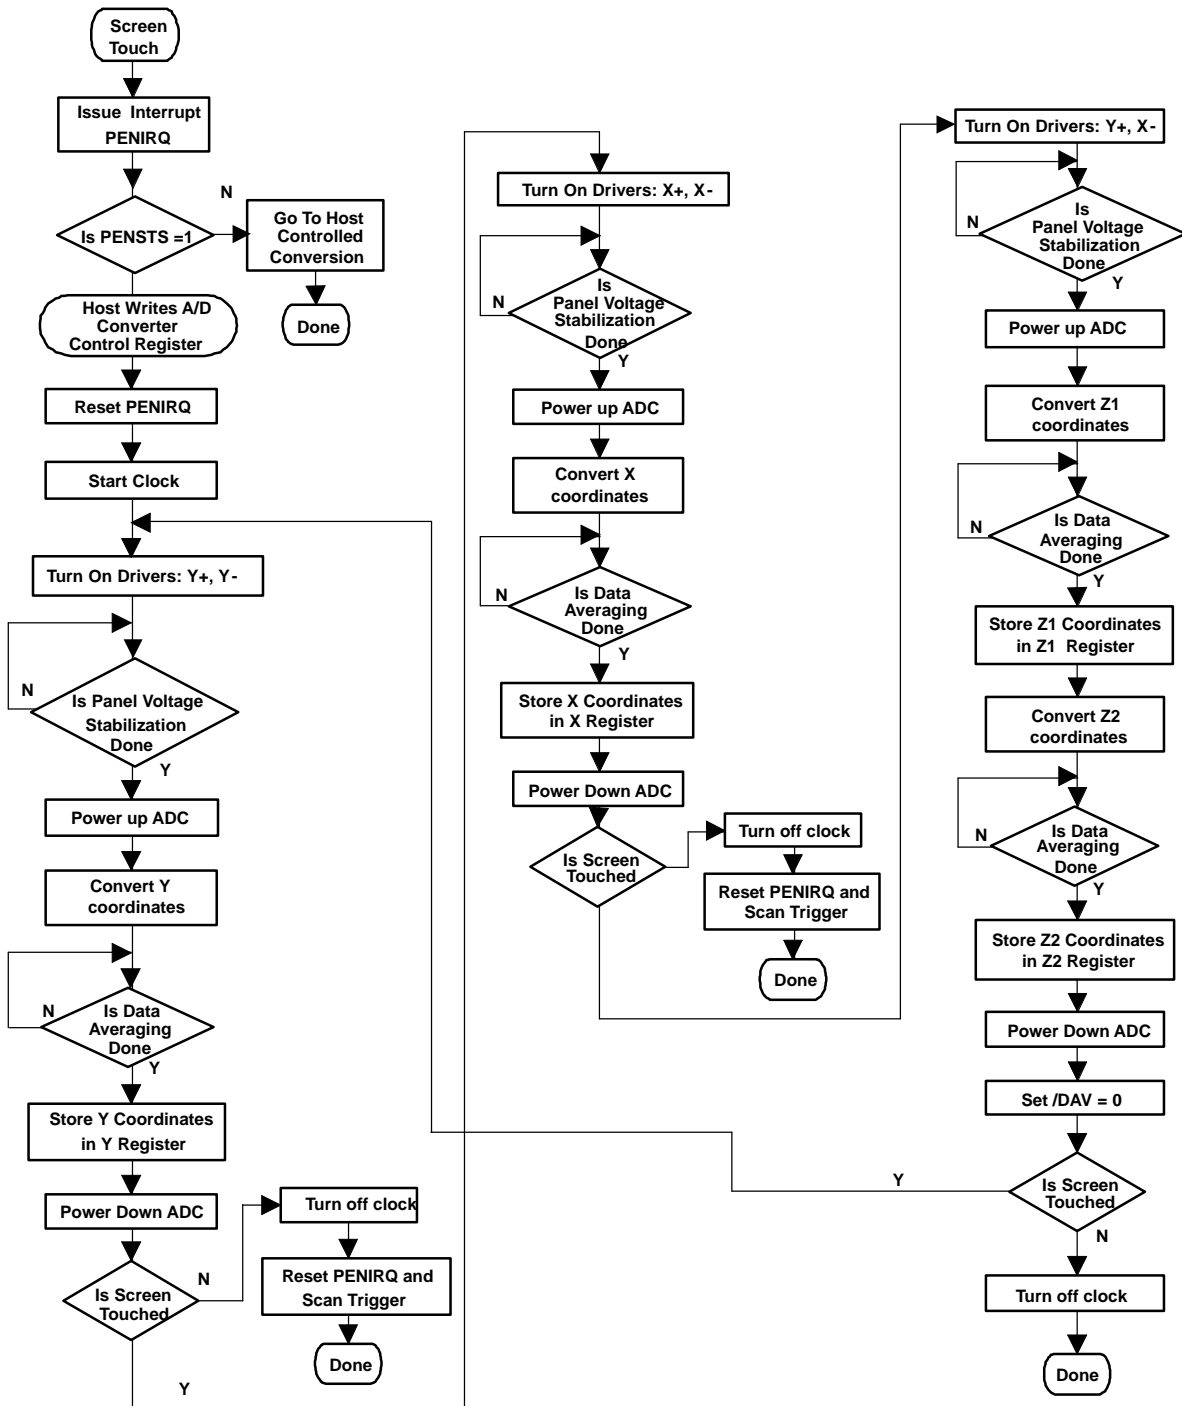 Screen
Touch
Issue Interrupt
PENIRQ
N
Is PENSTS =1
Go To Host
Controlled
Conversion
Done
Host Writes A/D
Converter
Control Register
Reset PENIRQ
Start Clock
Turn On Drivers: Y+, Y-
N
Is Panel Voltage
Stabilization
Done
Y
Power up ADC
Convert Y
coordinates
N
Is Data
Averaging
Done
Y
Store Y Coordinates
in Y Register
Power Down ADC
Is Screen
Touched
N
Turn off clock
Reset PENIRQ and
Scan Trigger
Done
Y
Turn On Drivers: X+, X-
N
Is
Panel Voltage
Stabilization
Done
Y
Power up ADC
Convert X
coordinates
N
Is Data
Averaging
Done
Y
Store X Coordinates
in X Register
Power Down ADC
Is Screen
Touched
Turn off clock
Reset PENIRQ and
Scan Trigger
Done
Turn On Drivers: Y+, X-
N
Is
Panel Voltage
Stabilization
Done
Y
Power up ADC
Convert Z1
coordinates
N
Is Data
Averaging
Done
Y
Store Z1 Coordinates
in Z1 Register
Convert Z2
coordinates
N
Is Data
Averaging
Done
Y
Store Z2 Coordinates
in Z2 Register
Power Down ADC
Set /DAV = 0
Y
Is Screen
Touched
N
Turn off clock
Done